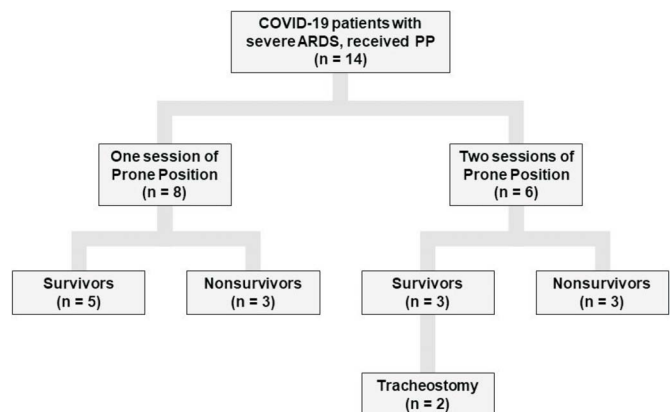 COVID-19 patients with
severe ARDS, received PP
(n = 14)
One session of
Prone Position
(n = 8)
Two sessions of
Prone Position
(n = 6)
Survivors
(n = 5)
Nonsurvivors
(n = 3)
Survivors
(n = 3)
Nonsurvivors
(n = 3)
Tracheostomy
(n = 2)